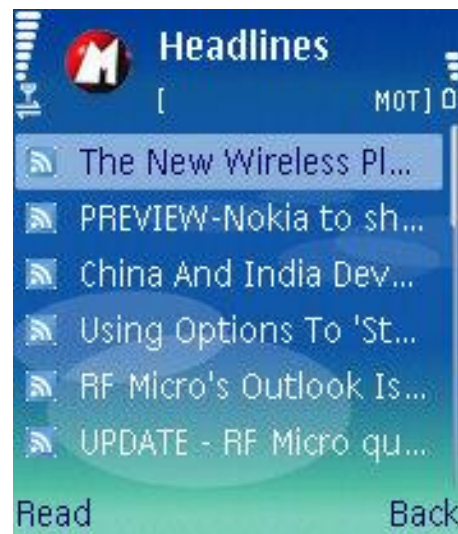 M
Headlines
[ MOT]
The New Wireless Pl...
PREVIEW-Nokia to sh...
China And India Dev...
Using Options To 'St...
RF Micro's Outlook Is...
UPDATE - RF Micro qu...
Read Back